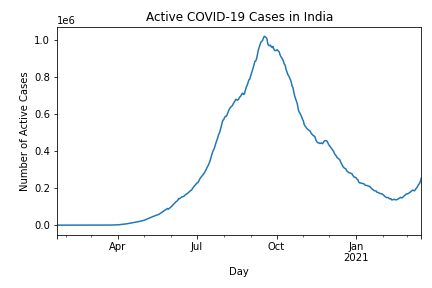 Active COVID-19 Cases in India
1e6
1.0
0.8
0.6
0.4
0.2
0.0
Number of Active Cases
Apr
Jul
Oct
Jan
2021
Day